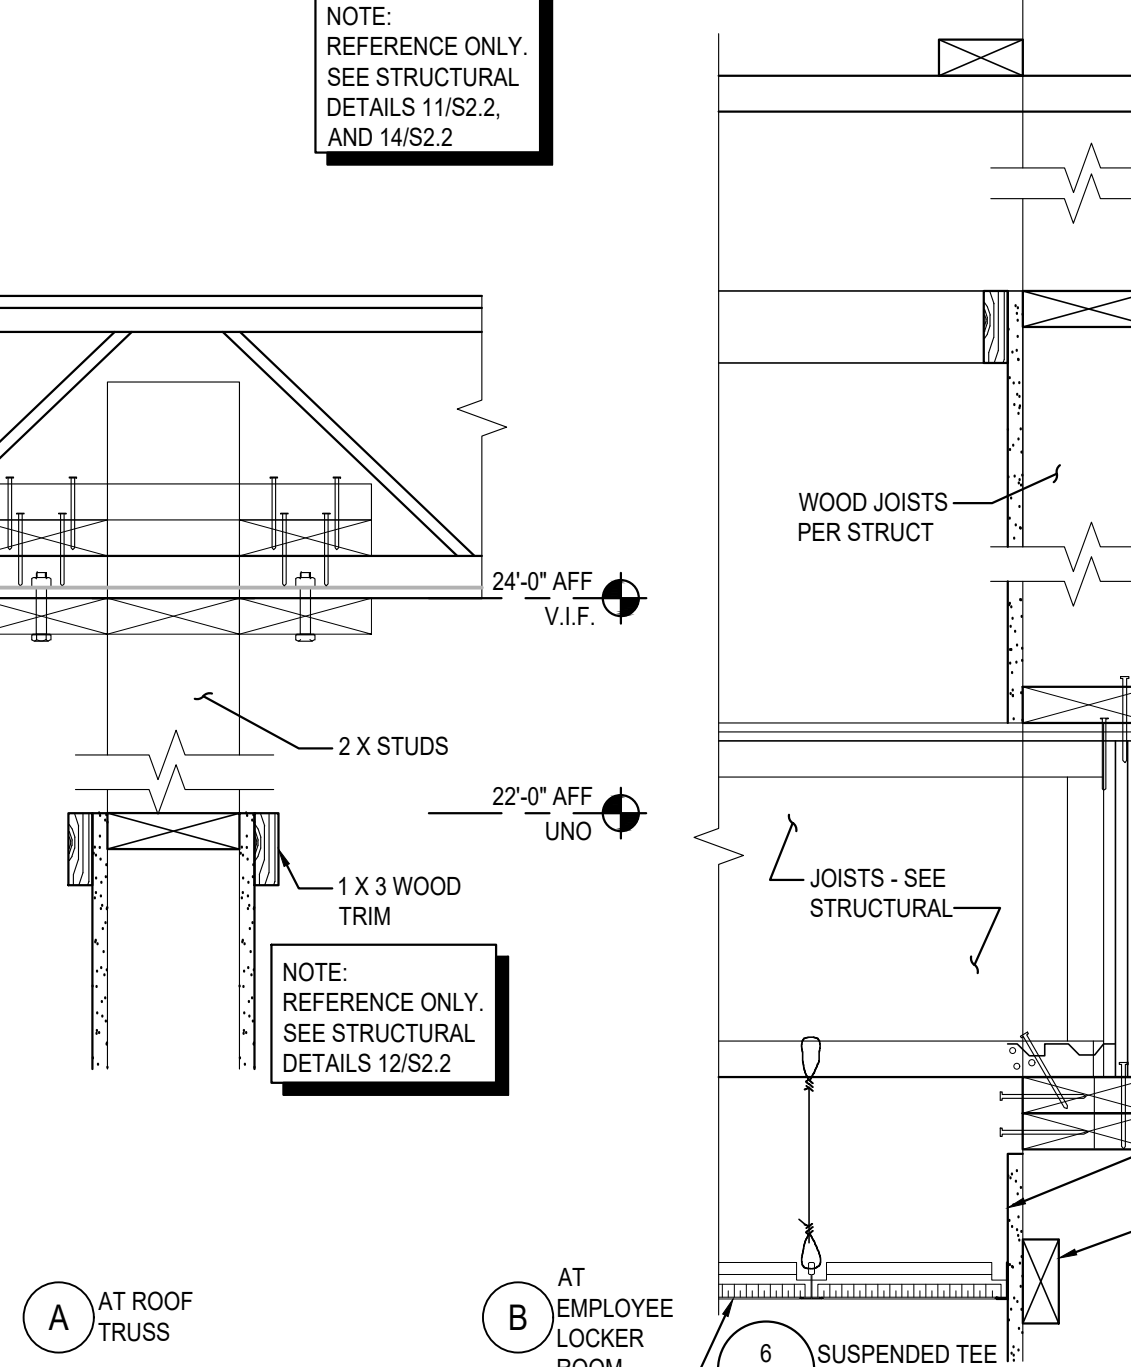 NOTE:
REFERENCE ONLY.
SEE STRUCTURAL
DETAILS 11/S2.2,
AND 14/S2.2
WOOD JOISTS
PER STRUCT
24'-0" AFF
V.I.F.
2 X STUDS
22'-0" AFF
UNO
1 X 3 WOOD
TRIM
JOISTS - SEE
STRUCTURAL
NOTE:
REFERENCE ONLY.
SEE STRUCTURAL
DETAILS 12/S2.2
A
AT ROOF
TRUSS
B
AT
EMPLOYEE
LOCKER
ROOM
6
SUSPENDED TEE